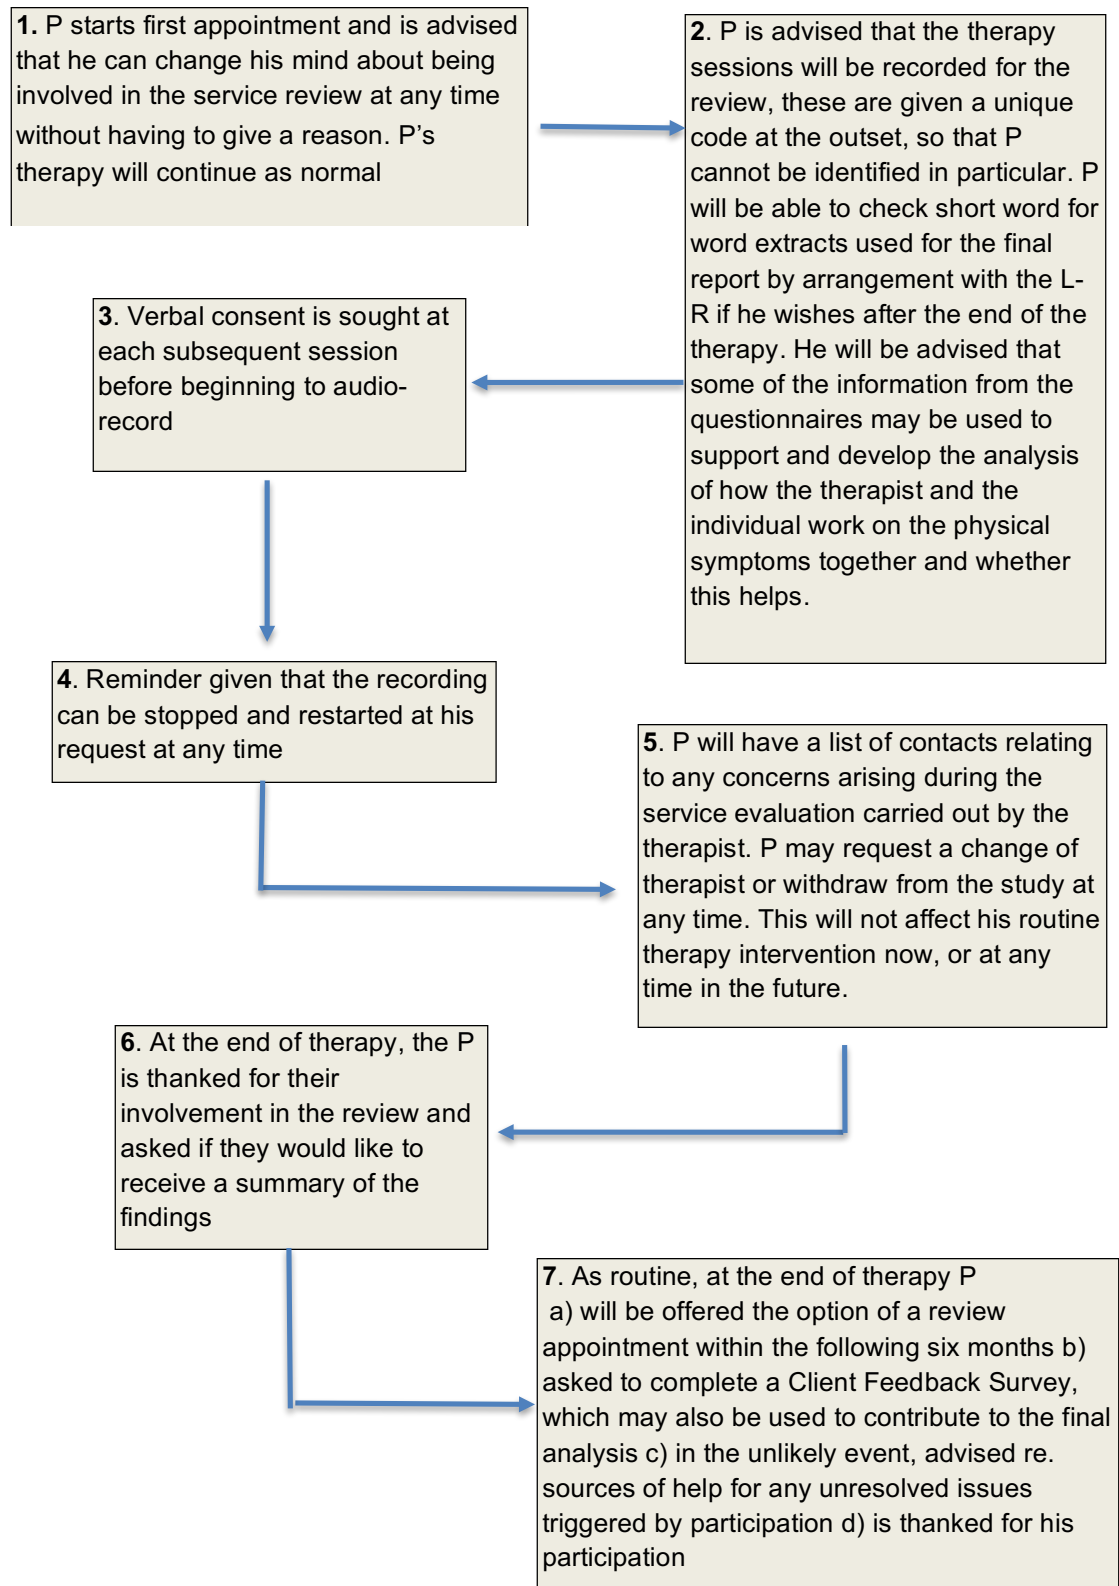 1. P starts first appointment and is advised
that he can change his mind about being
involved in the service review at any time
without having to give a reason. P's
therapy will continue as normal
2. P is advised that the therapy
sessions will be recorded for the
review, these are given a unique
code at the outset, so that P
cannot be identified in particular. P
will be able to check short word for
word extracts used for the final
report by arrangement with the L-
R if he wishes after the end of the
therapy. He will be advised that
some of the information from the
questionnaires may be used to
support and develop the analysis
of how the therapist and the
individual work on the physical
symptoms together and whether
this helps.
3. Verbal consent is sought at
each subsequent session
before beginning to audio-
record
4. Reminder given that the recording
can be stopped and restarted at his
request at any time
5. P will have a list of contacts relating
to any concerns arising during the
service evaluation carried out by the
therapist. P may request a change of
therapist or withdraw from the study at
any time. This will not affect his routine
therapy intervention now, or at any
time in the future.
6. At the end of therapy, the P
is thanked for their
involvement in the review and
asked if they would like to
receive a summary of the
findings
7. As routine, at the end of therapy P
a) will be offered the option of a review
appointment within the following six months b)
asked to complete a Client Feedback Survey,
which may also be used to contribute to the final
analysis c) in the unlikely event, advised re.
sources of help for any unresolved issues
triggered by participation d) is thanked for his
participation